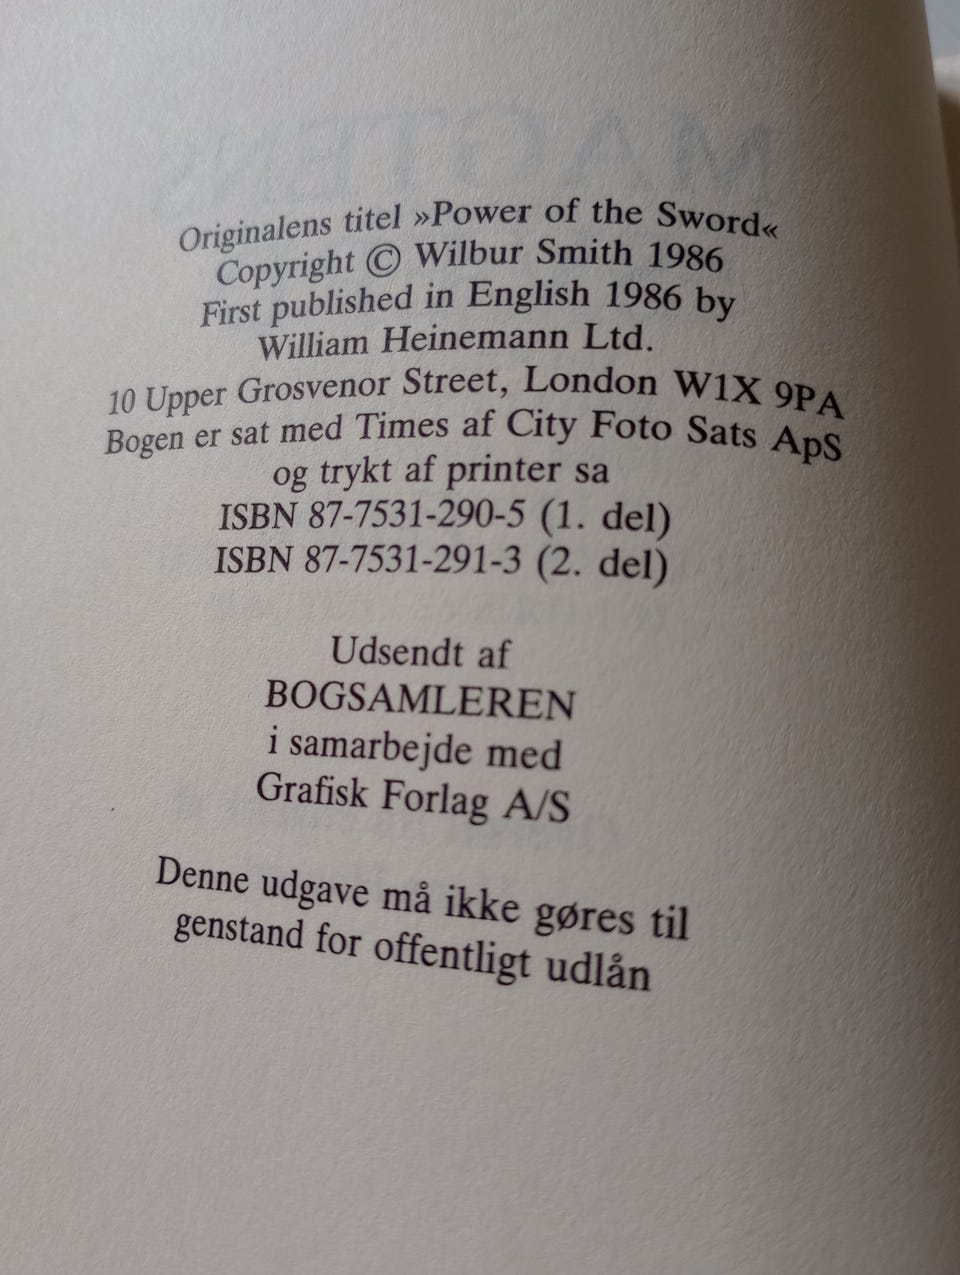 Originalens titel »Power of the Sword«
Copyright © Wilbur Smith 1986
First published in English 1986 by
William Heinemann Ltd.
10 Upper Grosvenor Street, London W1X 9PA
Bogen er sat med Times af City Foto Sats ApS
og trykt af printer sa
ISBN 87-7531-290-5 (1. del)
ISBN 87-7531-291-3 (2. del)
Udsendt af
BOGSAMLEREN
i samarbejde med
Grafisk Forlag A/S
Denne udgave må ikke gøres til
genstand for offentligt udlån